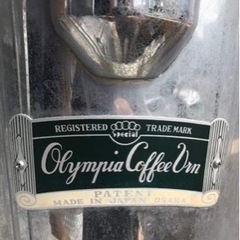 REGISTERED TRADE MARK
Special
Olympia Coffee Urn
PATENT
MADE IN JAPAN OSAKA